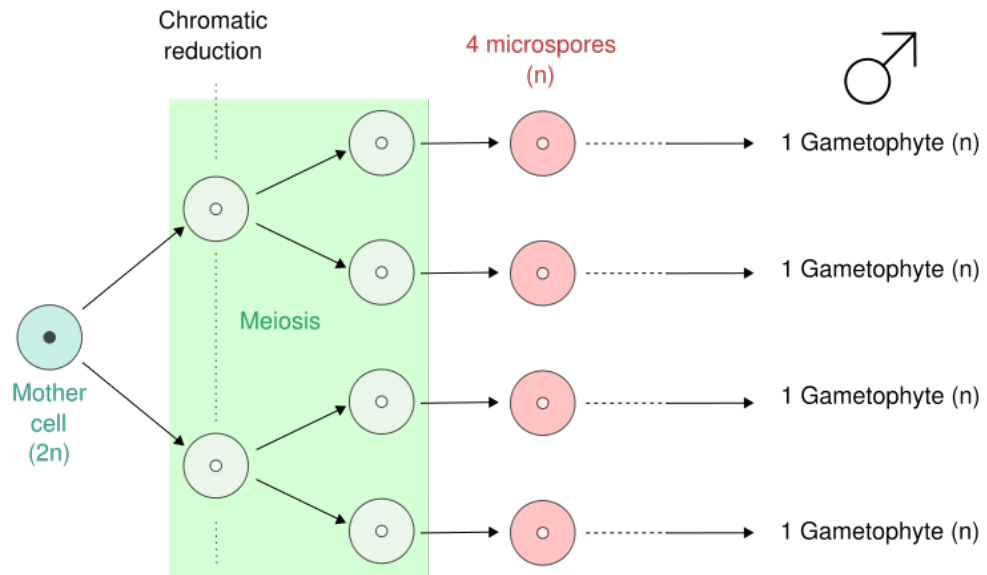 Chromatic
reduction
4 microspores
(n)
1 Gametophyte (n)
1 Gametophyte (n)
Meiosis
Mother
cell
(2n)
1 Gametophyte (n)
1 Gametophyte (n)